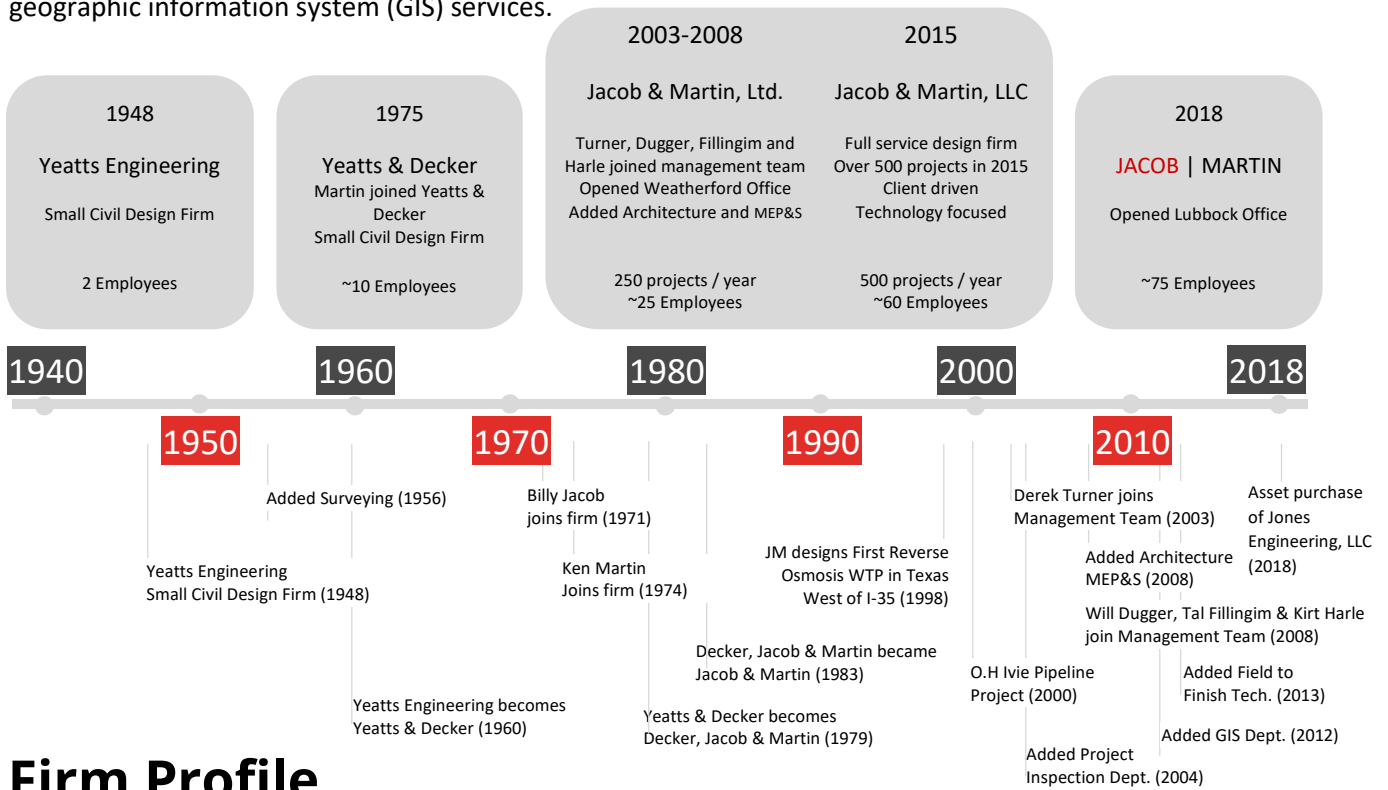 geographic information system (GIS) services.
1948
Yeatts Engineering
Small Civil Design Firm
2 Employees
1975
Yeatts & Decker
Martin joined Yeatts &
Decker
Small Civil Design Firm
~10 Employees
2003-2008
Jacob & Martin, Ltd.
Turner, Dugger, Fillingim and
Harle joined management team
Opened Weatherford Office
Added Architecture and MEP&S
250 projects / year
~25 Employees
2015
Jacob & Martin, LLC
Full service design firm
Over 500 projects in 2015
Client driven
Technology focused
500 projects / year
~60 Employees
2018
JACOB | MARTIN
Opened Lubbock Office
~75 Employees
1940
1960
1980
2000
2018
1950
1970
1990
2010
Added Surveying (1956)
Yeatts Engineering
Small Civil Design Firm (1948)
Yeatts Engineering becomes
Yeatts & Decker (1960)
Billy Jacob
joins firm (1971)
Ken Martin
Joins firm (1974)
JM designs First Reverse
Osmosis WTP in Texas
West of I-35 (1998)
Decker, Jacob & Martin became
Jacob & Martin (1983)
Yeatts & Decker becomes
Decker, Jacob & Martin (1979)
Derek Turner joins
Management Team (2003)
Added Architecture
MEP&S (2008)
Will Dugger, Tal Fillingim & Kirt Harle
join Management Team (2008)
O.H Ivie Pipeline
Project (2000)
Added Field to
Finish Tech. (2013)
Added GIS Dept. (2012)
Added Project
Inspection Dept. (2004)
Asset purchase
of Jones
Engineering, LLC
(2018)
Firm Profile